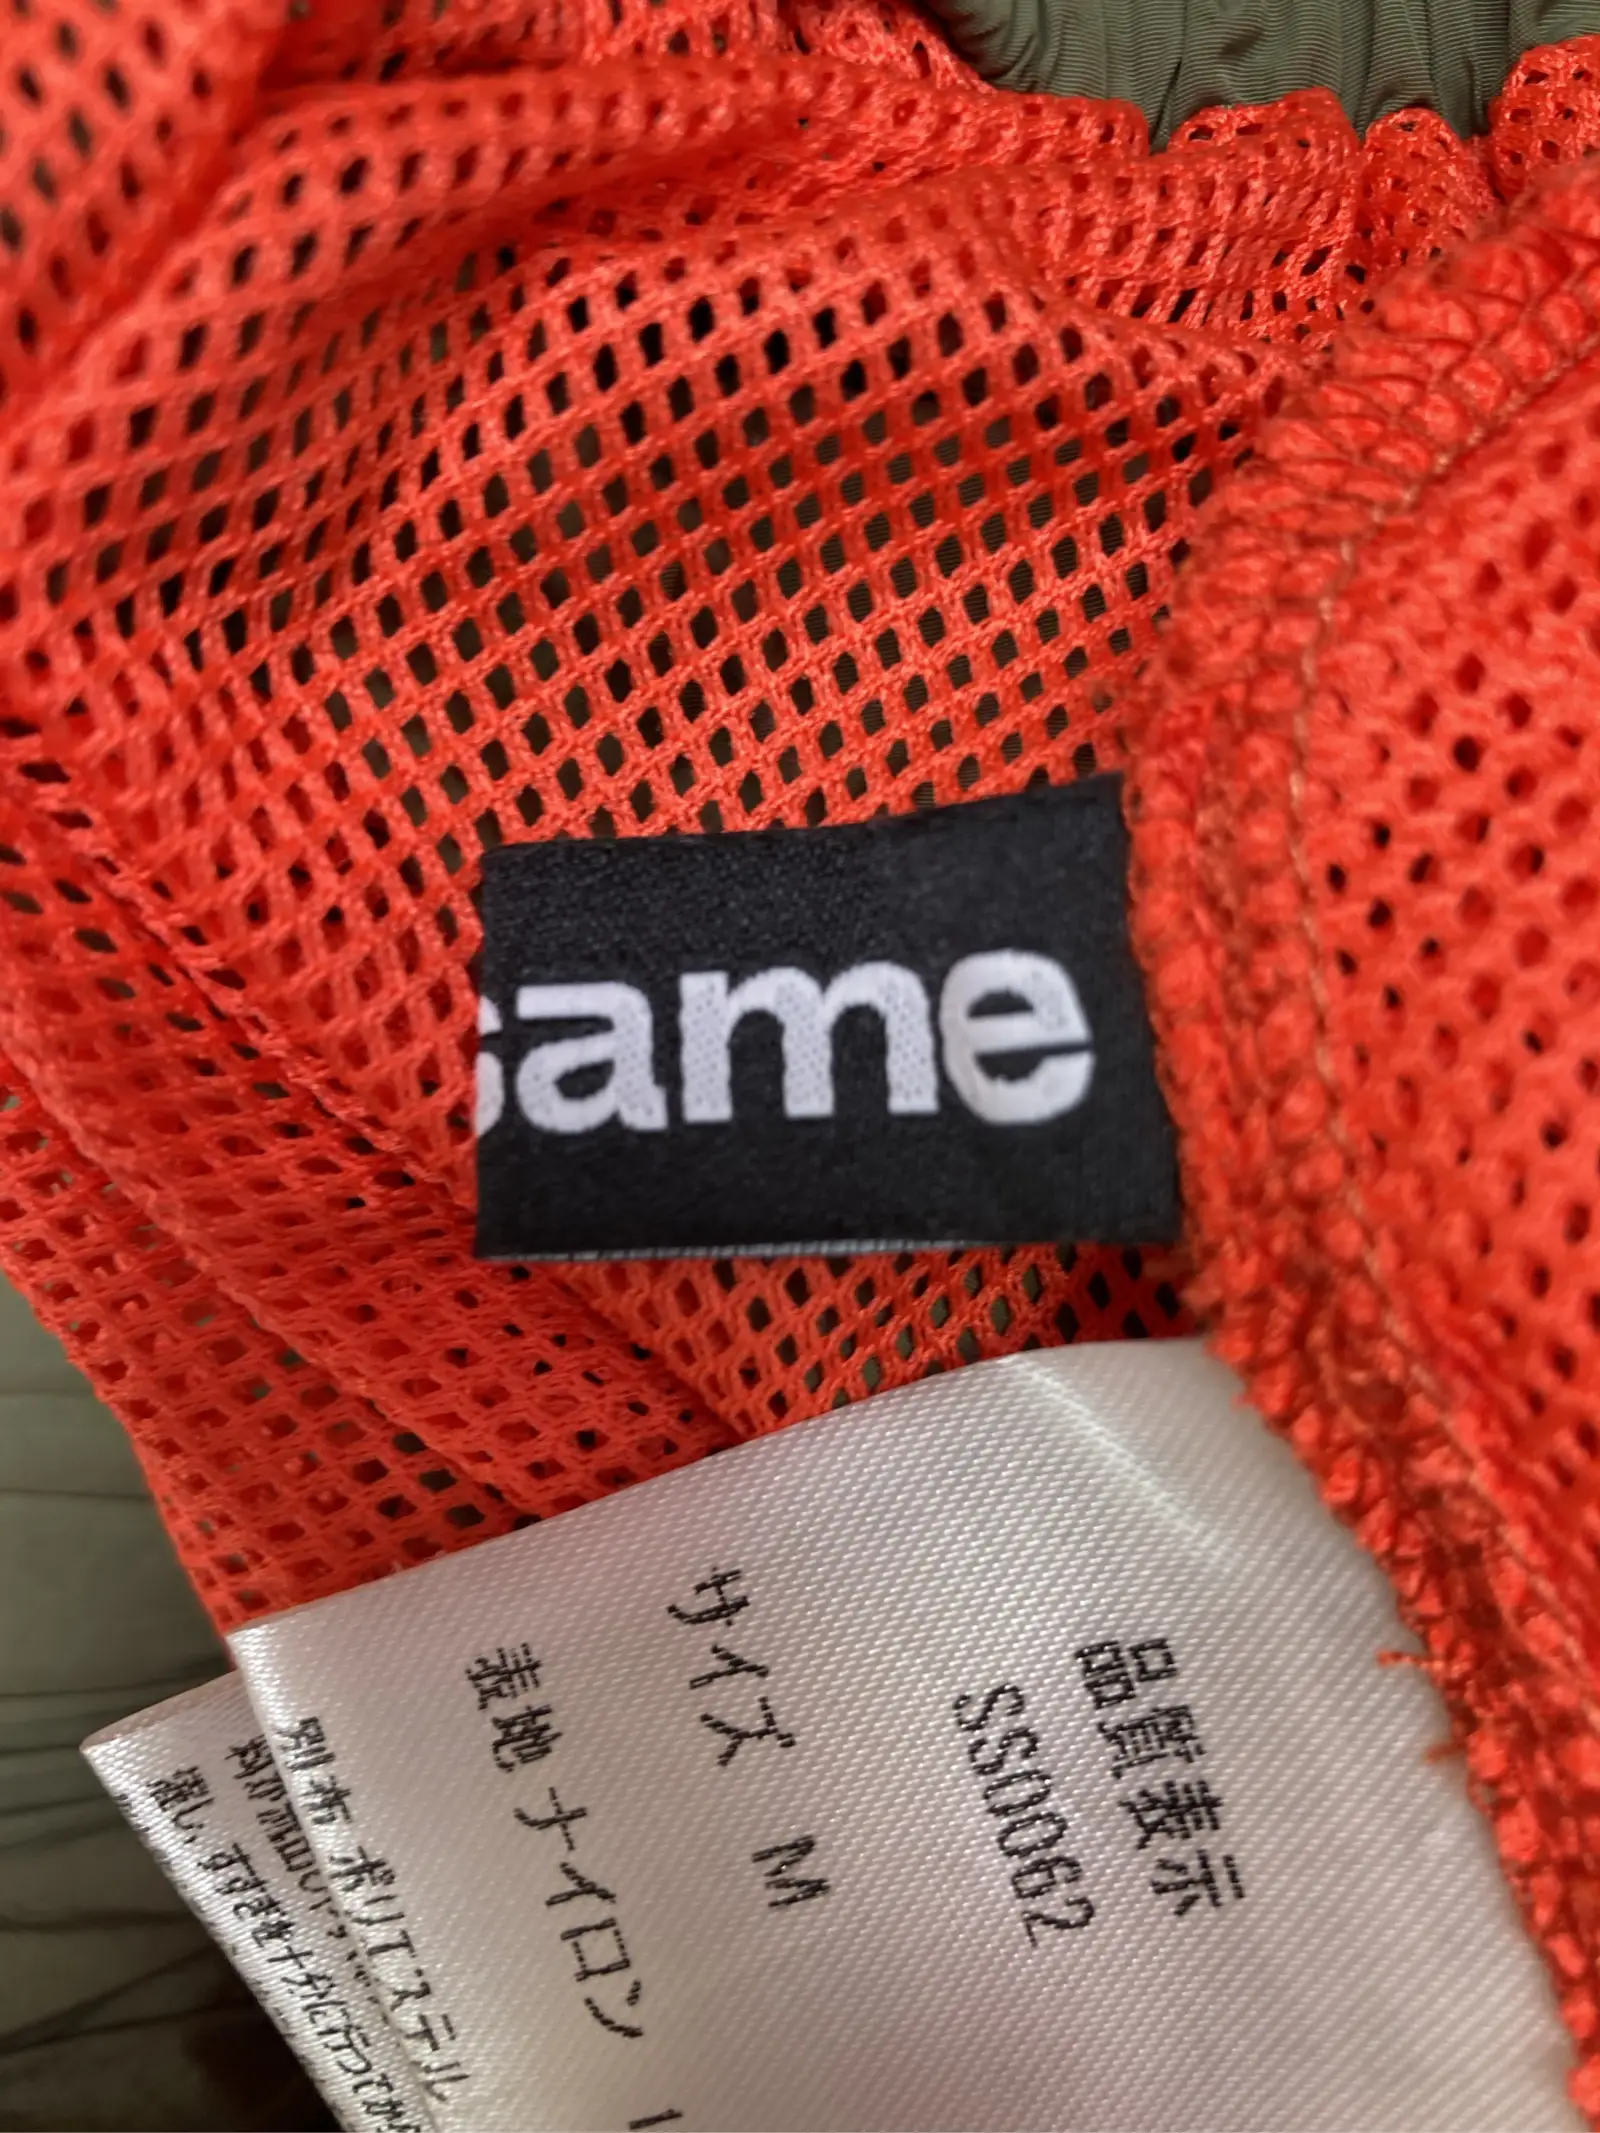 same
品質表示
SS0062
サイズ M
表地 ナイロン 1
別布 ポリエステル